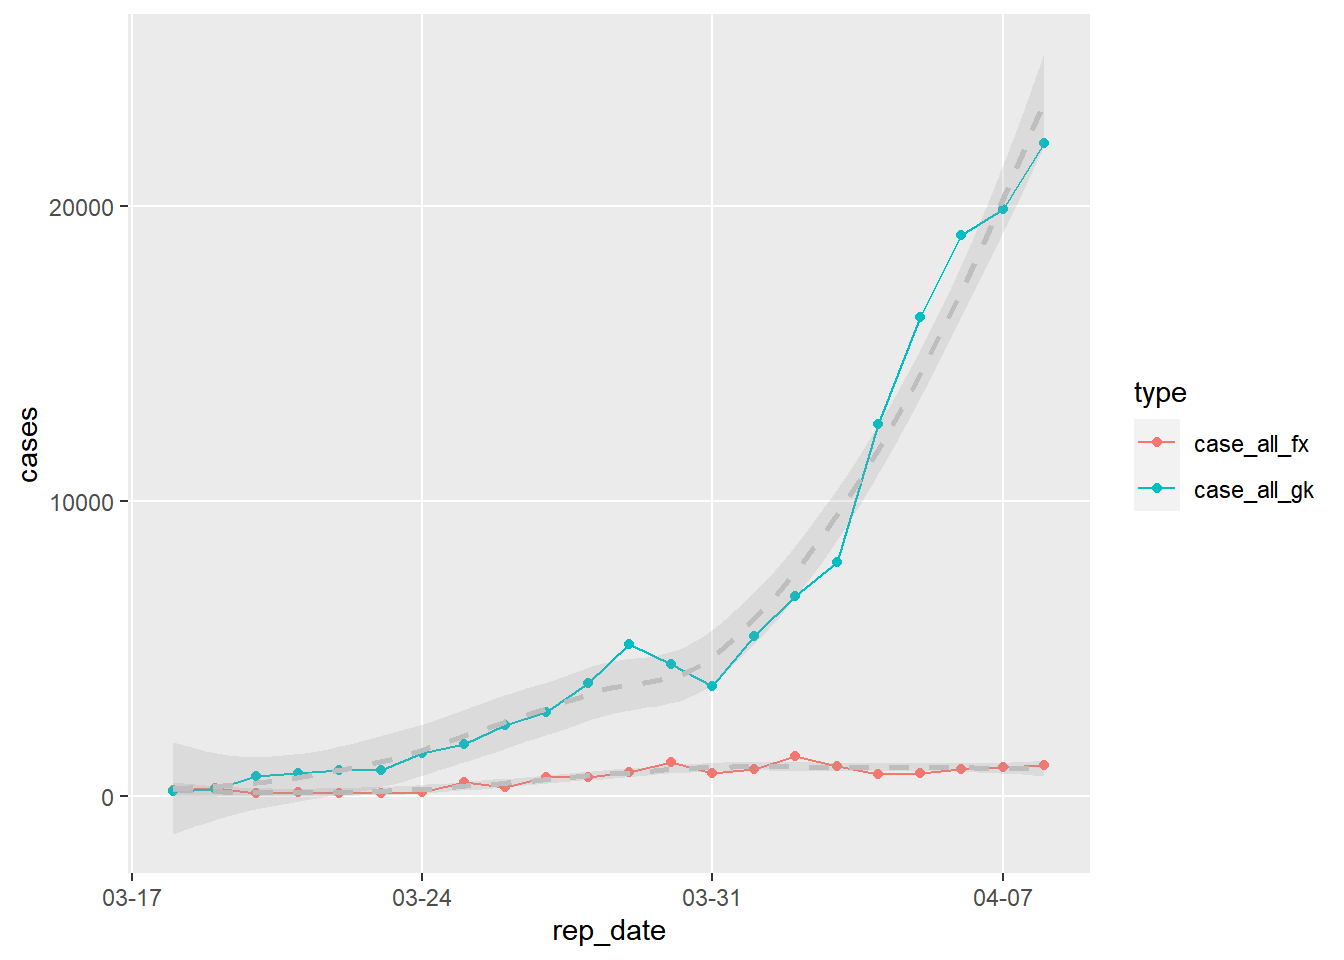 20000
10000
0
cases
03-17
03-24
03-31
04-07
rep_date
type
case_all_fx
case_all_gk